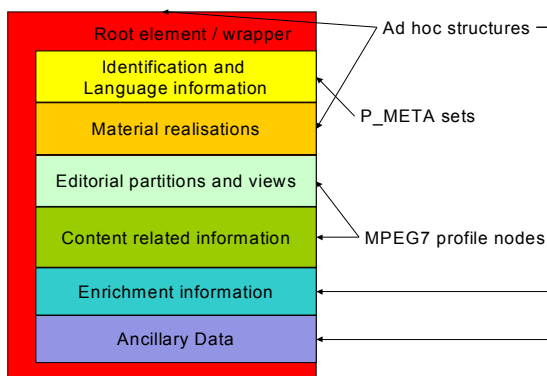 Root element / wrapper
Ad hoc structures
Identification and
Language information
P_META sets
Material realisations
Editorial partitions and views
Content related information
MPEG7 profile nodes
Enrichment information
Ancillary Data